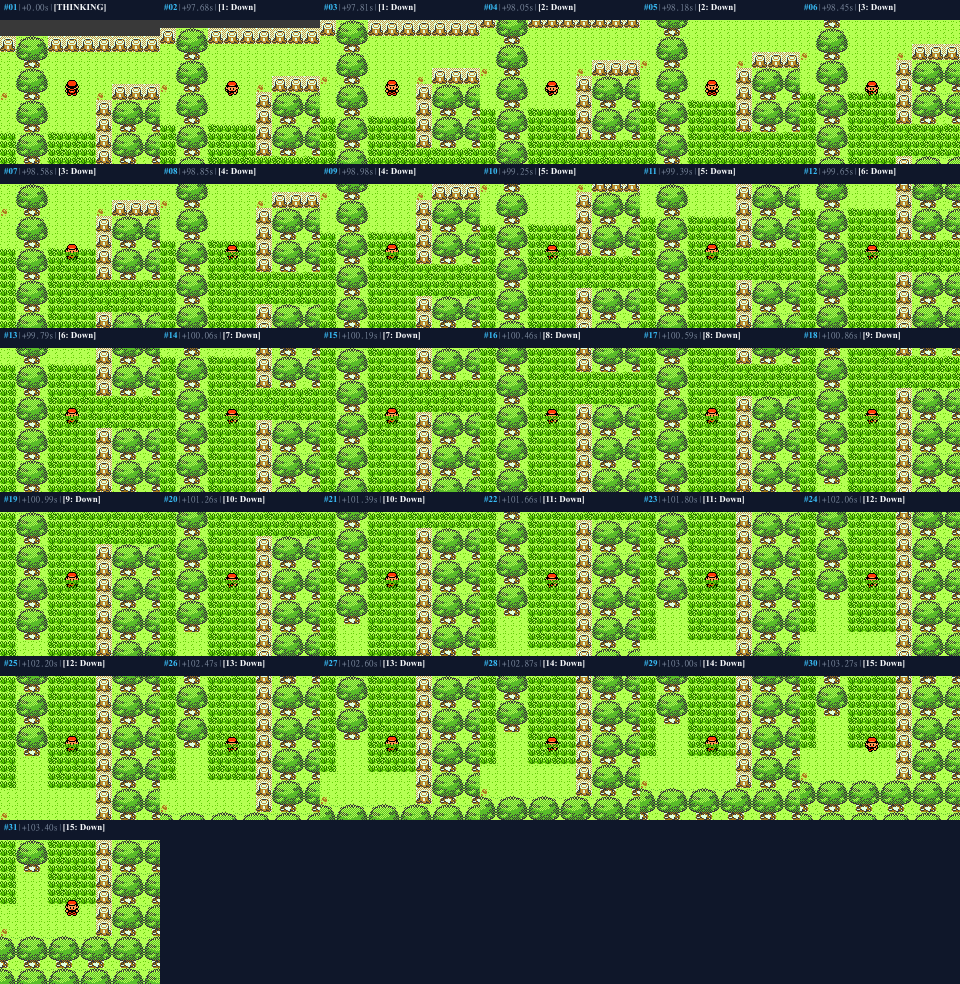 #01|+0.00s|[THINKING] #02|+97.68s|[1: Down] #03|+97.81s|[1: Down] #04|+98.05s|[2: Down] #05|+98.18s|[2: Down] #06|+98.45s|[3: Down]
#07|+98.58s|[3: Down] #08|+98.85s|[4: Down] #09|+98.98s|[4: Down] #10|+99.25s|[5: Down] #11|+99.39s|[5: Down] #12|+99.65s|[6: Down]
#13|+99.79s|[6: Down] #14|+100.06s|[7: Down] #15|+100.19s|[7: Down] #16|+100.46s|[8: Down] #17|+100.59s|[8: Down] #18|+100.86s|[9: Down]
#19|+100.99s|[9: Down] #20|+101.26s|[10: Down] #21|+101.39s|[10: Down] #22|+101.66s|[11: Down] #23|+101.80s|[11: Down] #24|+102.06s|[12: Down]
#25|+102.20s|[12: Down] #26|+102.47s|[13: Down] #27|+102.60s|[13: Down] #28|+102.87s|[14: Down] #29|+103.00s|[14: Down] #30|+103.27s|[15: Down]
#31|+103.40s|[15: Down]